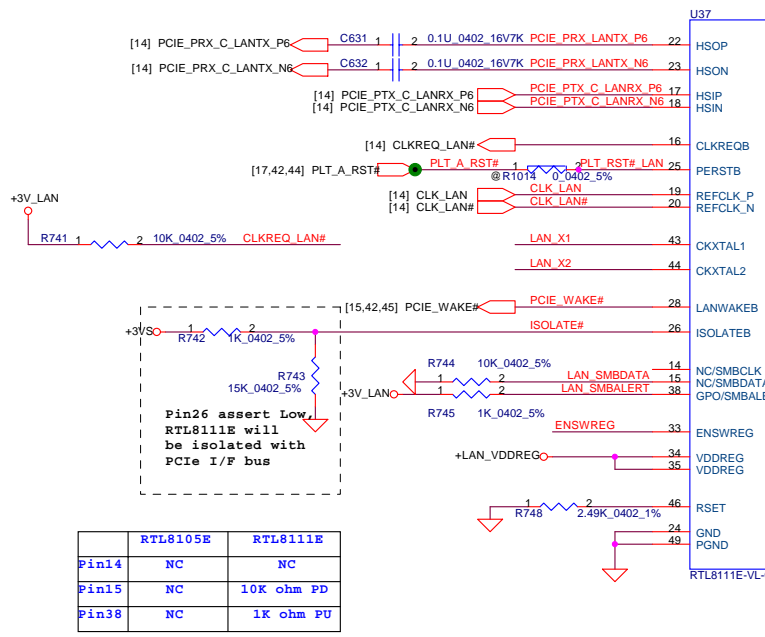 U37
[14] PCIE_PRX_C_LANTX_P6 C631 1 2 0.1U_0402_16V7K PCIE_PRX_LANTX_P6 22 HSOP
[14] PCIE_PRX_C_LANTX_N6 C632 1 2 0.1U_0402_16V7K PCIE_PRX_LANTX_N6 23 HSON
[14] PCIE_PTX_C_LANRX_P6 PCIE_PTX_C_LANRX_P6 17 HSIP
[14] PCIE_PTX_C_LANRX_N6 PCIE_PTX_C_LANRX_N6 18 HSIN
[14] CLKREQ_LAN# 16 CLKREQB
[17,42,44] PLT_A_RST# PLT_A_RST# 1 2 PLT_RST#_LAN 25 PERSTB
@ R1014 0_0402_5%
[14] CLK_LAN CLK_LAN 19 REFCLK_P
[14] CLK_LAN# CLK_LAN# 20 REFCLK_N
+3V_LAN
R741 1 2 10K_0402_5% CLKREQ_LAN# LAN_X1 43 CKXTAL1
LAN_X2 44 CKXTAL2
[15,42,45] PCIE_WAKE# PCIE_WAKE# 28 LANWAKEB
+3VS 1 2 ISOLATE# 26 ISOLATEB
R742 1K_0402_5%
R743
15K_0402_5%
14 NC/SMBCLK
R744 1 2 10K_0402_5% LAN_SMBDATA 15 NC/SMBDATA
+3V_LAN 1 2 LAN_SMBALERT 38 GPO/SMBALE
R745 1K_0402_5%
Pin26 assert Low,
RTL8111E will
be isolated with
PCIe I/F bus
ENSWREG 33 ENSWREG
+LAN_VDDREG 34 VDDREG
35 VDDREG
R748 1 2 2.49K_0402_1% 46 RSET
24 GND
49 PGND
RTL8111E-VL-
RTL8105E RTL8111E
Pin14 NC NC
Pin15 NC 10K ohm PD
Pin38 NC 1K ohm PU